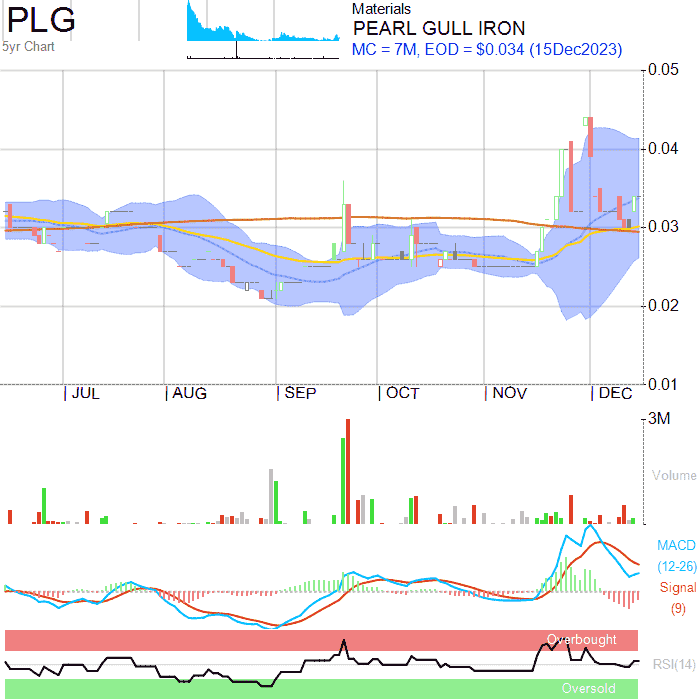 PLG
5yr Chart
Materials
PEARL GULL IRON
MC = 7M, EOD = $0.034 (15Dec2023)
0.05
0.04
0.03
0.02
0.01
JUL AUG SEP OCT NOV DEC
3M
Volume
MACD
(12-26)
Signal
(9)
Overbought
RSI(14)
Oversold